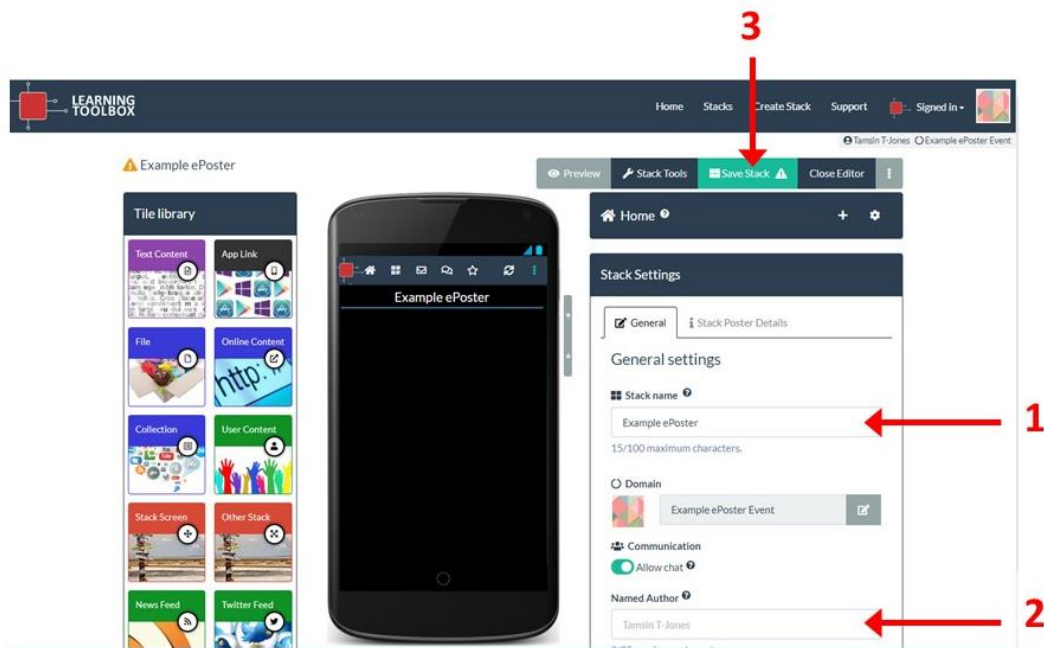 3
LEARNING
TOOLBOX
Home Stacks Create Stack Support Signed in
Tamsin T-Jones Example ePoster Event
Example ePoster
Preview Stack Tools Save Stack Close Editor
Tile library
Home
Text Content App Link
Stack Settings
Example ePoster
General Stack Poster Details
File Online Content
http:
General settings
Stack name
Collection User Content
Example ePoster
1
15/100 maximum characters.
Domain
Example ePoster Event
Stack Screen Other Stack
Communication
Allow chat
Named Author
News Feed Twitter Feed
Tamsin T-Jones
2